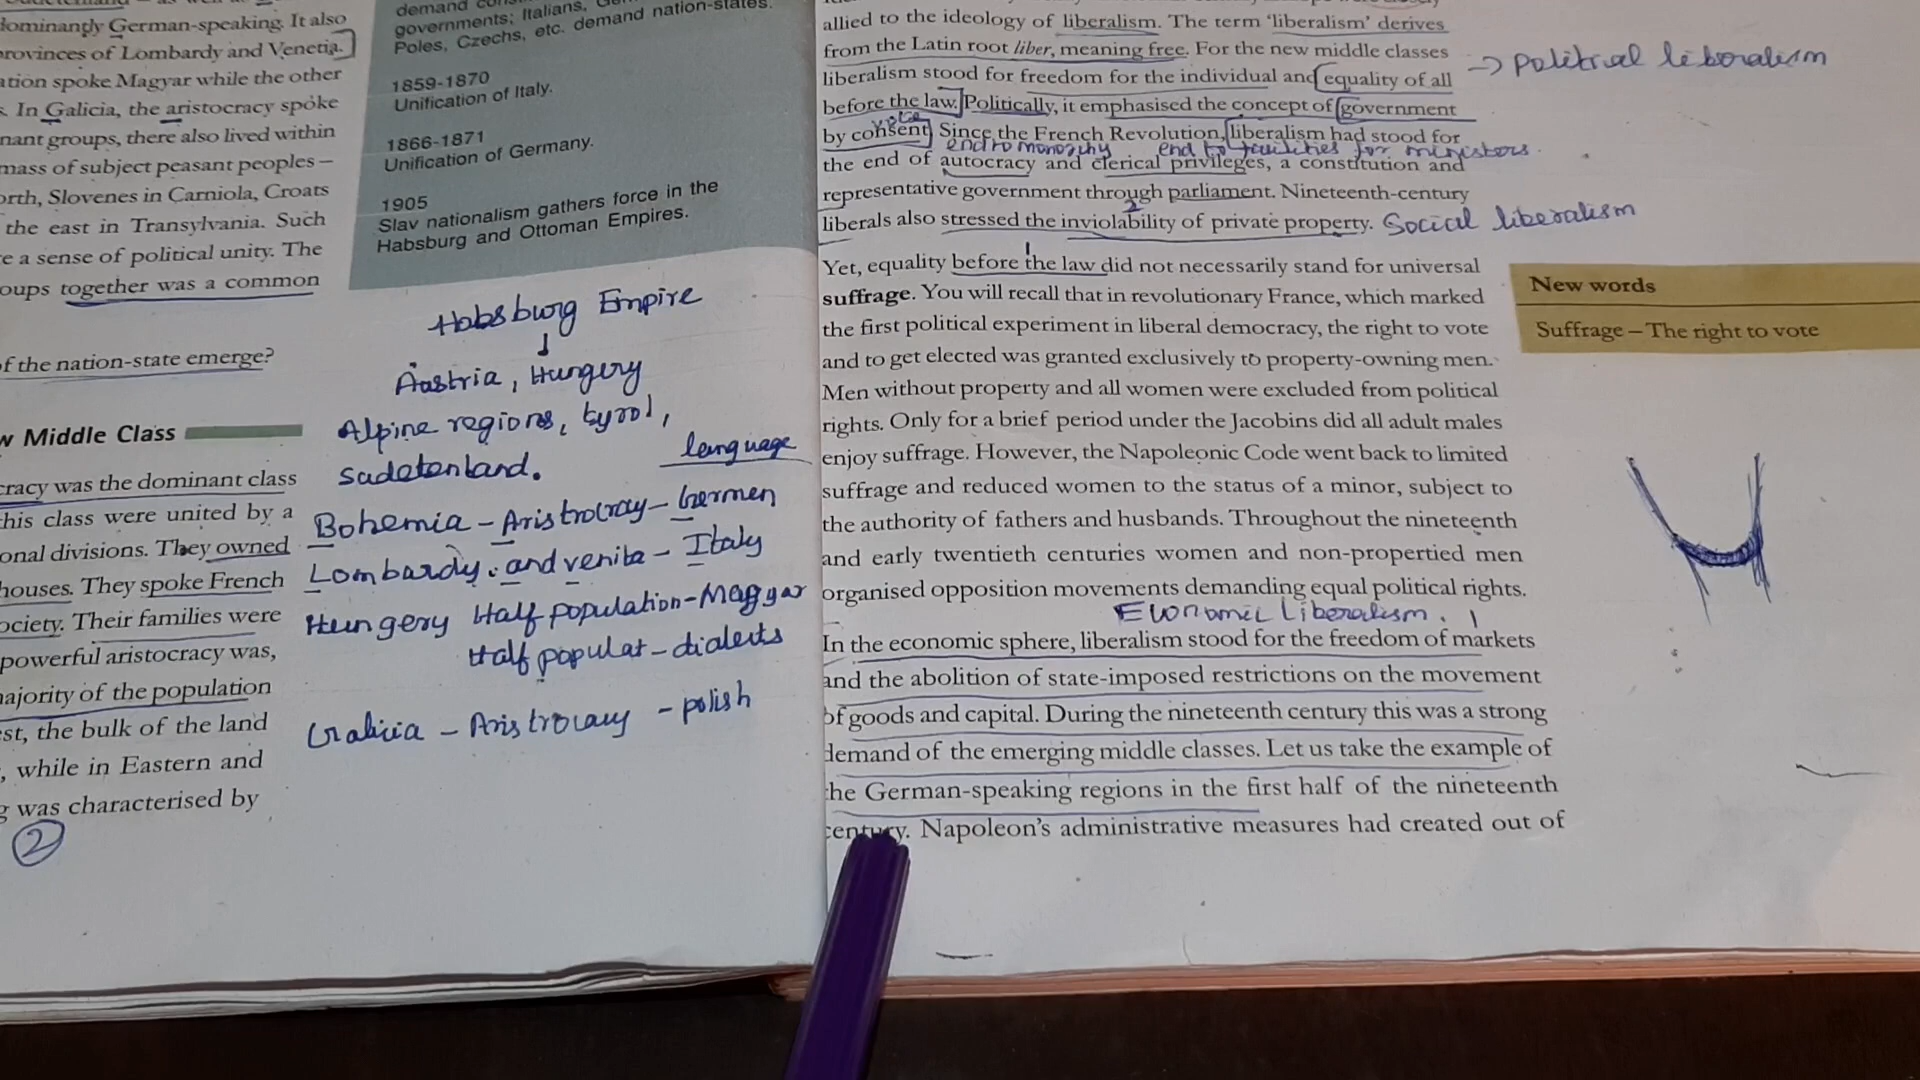 dominantly German-speaking. It also
provinces of Lombardy and Venetia.
ation spoke Magyar while the other
s. In Galicia, the aristocracy spoke
nant groups, there also lived within
mass of subject peasant peoples –
orth, Slovenes in Carniola, Croats
the east in Transylvania. Such
e a sense of political unity. The
oups together was a common
of the nation-state emerge?
w Middle Class
cracy was the dominant class
his class were united by a
onal divisions. They owned
houses. They spoke French
ociety. Their families were
powerful aristocracy was,
najority of the population
st, the bulk of the land
, while in Eastern and
g was characterised by
2
governments; Italians,
Poles, Czechs, etc. demand nation-states.
1859-1870
Unification of Italy.
1866-1871
Unification of Germany.
1905
Slav nationalism gathers force in the
Habsburg and Ottoman Empires.
Habsburg Empire
Austria, Hungery
Alpine regions, tyrol,
sadetenland.
language
Bohemia - Aristrocray - German
Lombardy and venita - Italy
Hungery Half population - Magyar
Half populat - dialects
Galicia - Aristrocary - polish
allied to the ideology of liberalism. The term ‘liberalism’ derives
from the Latin root liber, meaning free. For the new middle classes
liberalism stood for freedom for the individual and equality of all
→ political liberalism
before the law. Politically, it emphasised the concept of government
vote
by consent. Since the French Revolution, liberalism had stood for
end to monarchy end to facilities for ministers.
the end of autocracy and clerical privileges, a constitution and
representative government through parliament. Nineteenth-century
2
liberals also stressed the inviolability of private property. Social liberalism
1
Yet, equality before the law did not necessarily stand for universal
suffrage. You will recall that in revolutionary France, which marked
the first political experiment in liberal democracy, the right to vote
and to get elected was granted exclusively to property-owning men.
Men without property and all women were excluded from political
rights. Only for a brief period under the Jacobins did all adult males
enjoy suffrage. However, the Napoleonic Code went back to limited
suffrage and reduced women to the status of a minor, subject to
the authority of fathers and husbands. Throughout the nineteenth
and early twentieth centuries women and non-propertied men
organised opposition movements demanding equal political rights.
Economic Liberalism. 1
In the economic sphere, liberalism stood for the freedom of markets
and the abolition of state-imposed restrictions on the movement
of goods and capital. During the nineteenth century this was a strong
demand of the emerging middle classes. Let us take the example of
the German-speaking regions in the first half of the nineteenth
century. Napoleon’s administrative measures had created out of
New words
Suffrage – The right to vote